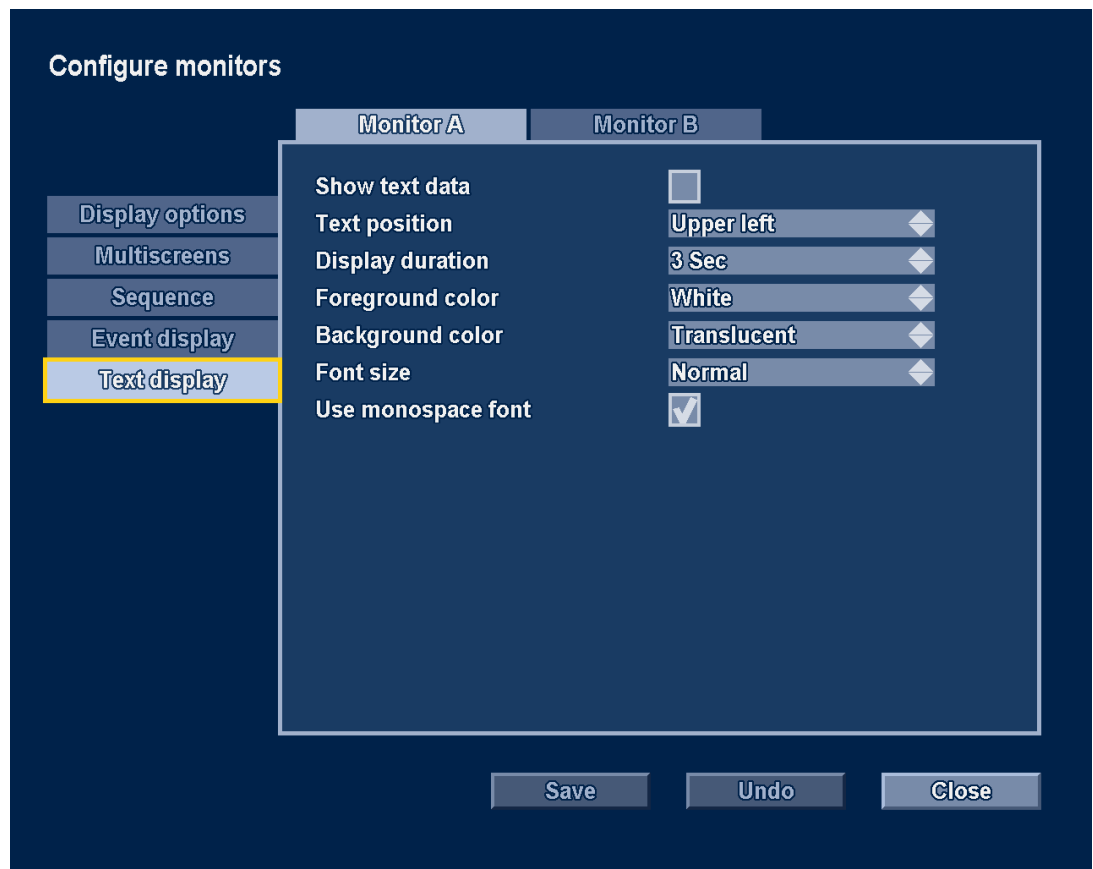 Configure monitors
Monitor A Monitor B
Display options
Multiscreens
Sequence
Event display
Text display
Show text data
Text position Upper left
Display duration 3 Sec
Foreground color White
Background color Translucent
Font size Normal
Use monospace font
Save Undo Close